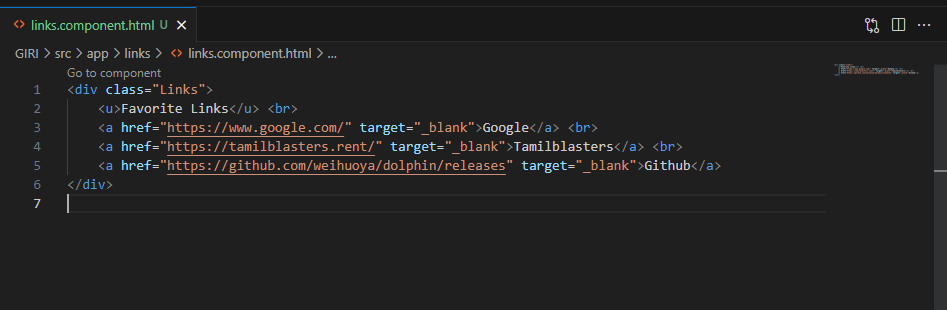 links.component.html U
GIRI > src > app > links > links.component.html > ...
Go to component
1 <div class="Links">
2     <u>Favorite Links</u> <br>
3     <a href="https://www.google.com/" target="_blank">Google</a> <br>
4     <a href="https://tamilblasters.rent/" target="_blank">Tamilblasters</a> <br>
5     <a href="https://github.com/weihuoya/dolphin/releases" target="_blank">Github</a>
6 </div>
7